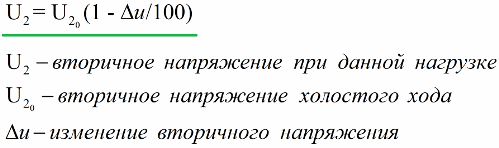 U₂ = U₂₀ (1 - Δu/100)
U₂ – вторичное напряжение при данной нагрузке
U₂₀ – вторичное напряжение холостого хода
Δu – изменение вторичного напряжения